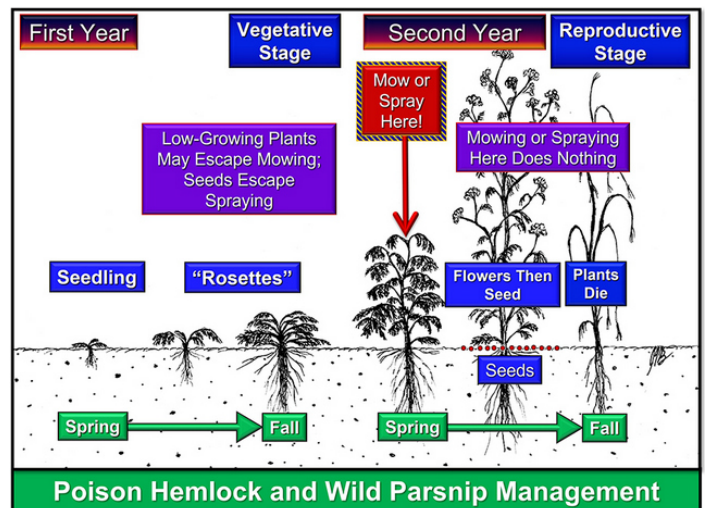 First Year
Vegetative
Stage
Second Year
Reproductive
Stage
Mow or
Spray
Here!
Low-Growing Plants
May Escape Mowing;
Seeds Escape
Spraying
Mowing or Spraying
Here Does Nothing
Seedling
“Rosettes”
Flowers Then
Seed
Plants
Die
Seeds
Spring
Fall
Spring
Fall
Poison Hemlock and Wild Parsnip Management